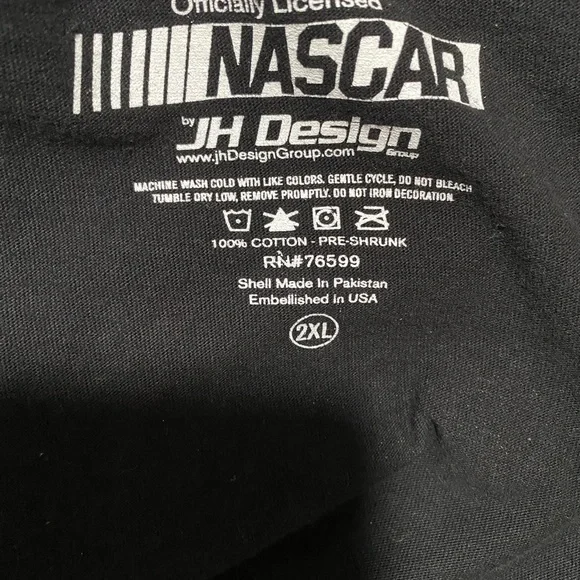 Officially Licensed
NASCAR
by
JH Design
Group
www.jhDesignGroup.com
MACHINE WASH COLD WITH LIKE COLORS. GENTLE CYCLE, DO NOT BLEACH
TUMBLE DRY LOW, REMOVE PROMPTLY. DO NOT IRON DECORATION.
100% COTTON - PRE-SHRUNK
RN#76599
Shell Made In Pakistan
Embellished in USA
2XL